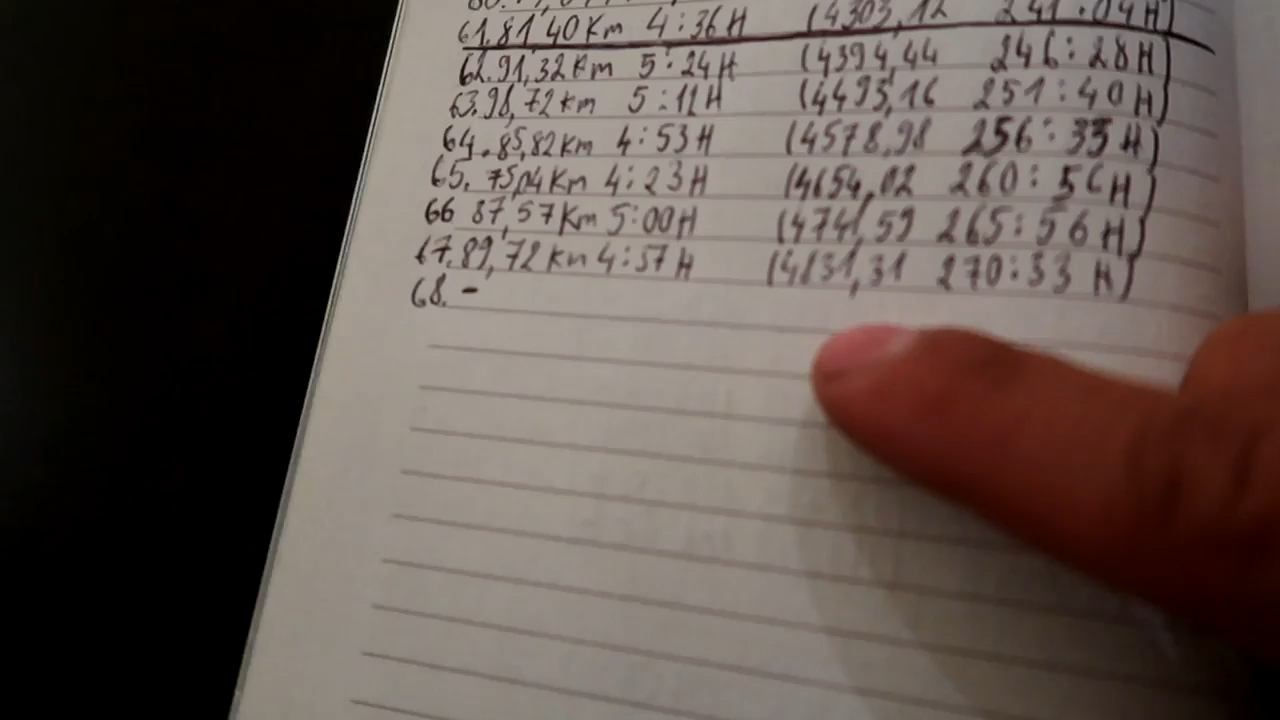 61. 81,40 Km 4:36 H (4303,12 241:04 H)
62. 91,32 Km 5:24 H (4394,44 246:28 H)
63. 98,72 Km 5:12 H (4493,16 251:40 H)
64. 85,82 Km 4:53 H (4578,98 256:33 H)
65. 75,04 Km 4:23 H (4654,02 260:56 H)
66 87,57 Km 5:00 H (4741,59 265:56 H)
67. 89,72 Km 4:57 H (4831,31 270:53 H)
68. -